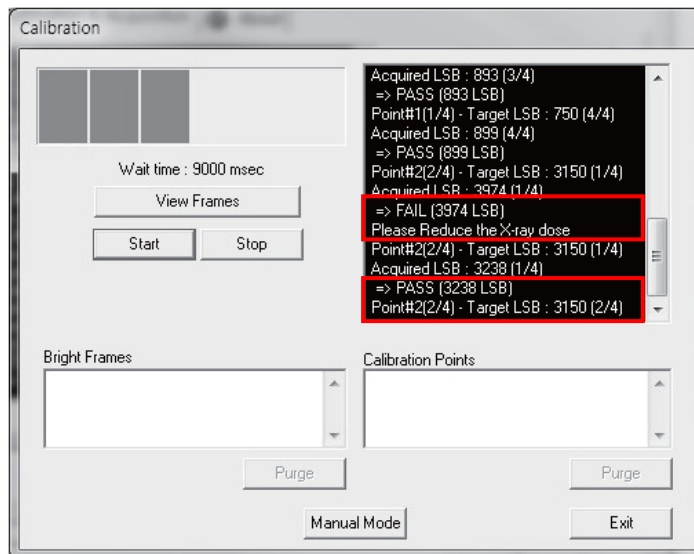 Calibration
Wait time : 9000 msec
View Frames
Start
Stop
Acquired LSB : 893 (3/4)
=> PASS (893 LSB)
Point#1(1/4) - Target LSB : 750 (4/4)
Acquired LSB : 899 (4/4)
=> PASS (899 LSB)
Point#2(2/4) - Target LSB : 3150 (1/4)
Acquired LSB : 3974 (1/4)
=> FAIL (3974 LSB)
Please Reduce the X-ray dose
Point#2(2/4) - Target LSB : 3150 (1/4)
Acquired LSB : 3238 (1/4)
=> PASS (3238 LSB)
Point#2(2/4) - Target LSB : 3150 (2/4)
Bright Frames
Calibration Points
Purge
Purge
Manual Mode
Exit